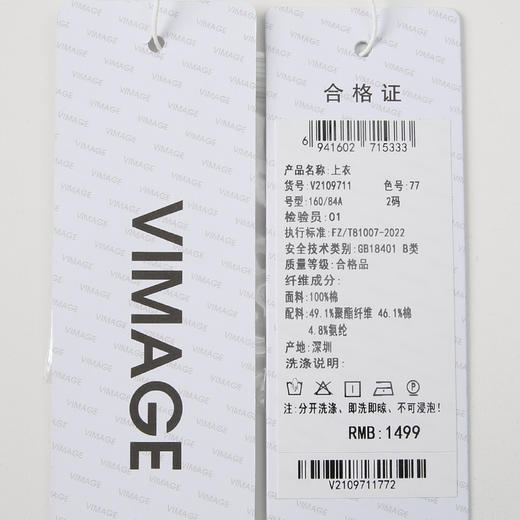 VIMAGE
合格证
6 941602 715333
产品名称:上衣
货号:V2109711 色号:77
号型:160/84A 2码
检验员:01
执行标准:FZ/T81007-2022
安全技术类别:GB18401 B类
质量等级:合格品
纤维成分:
面料:100%棉
配料:49.1%聚酯纤维 46.1%棉
4.8%氨纶
产地:深圳
洗涤说明:
注:分开洗涤、即洗即晾、不可浸泡!
RMB:1499
V2109711772